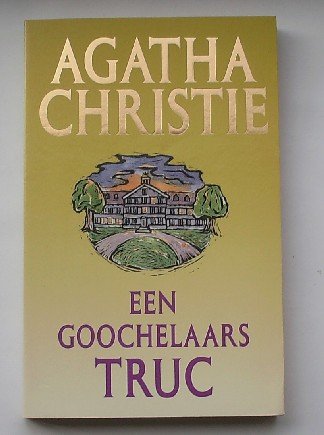 AGATHA
CHRISTIE
EEN
GOOCHELAARS
TRUC